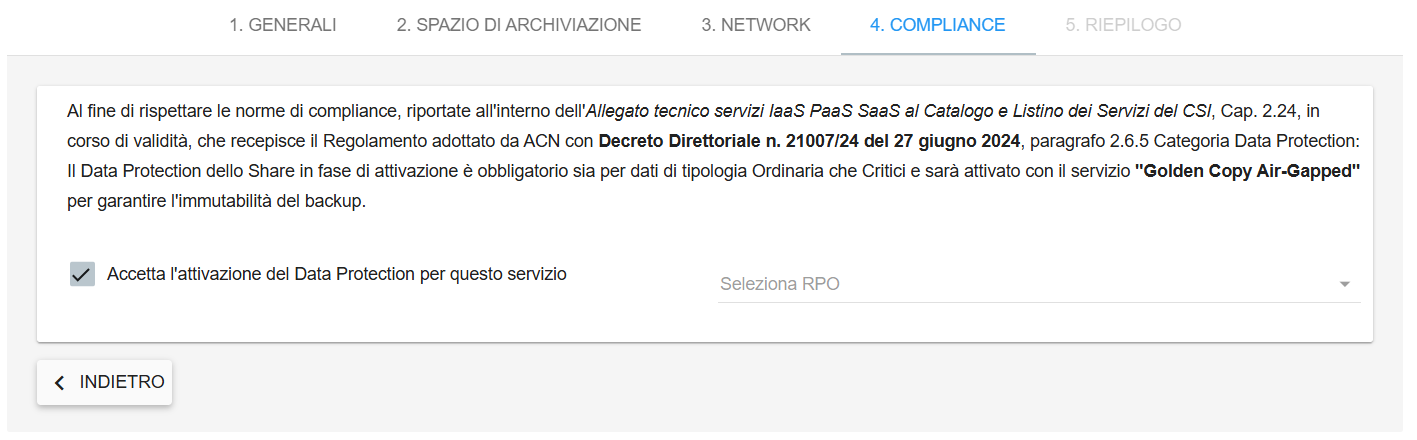 1. GENERALI 2. SPAZIO DI ARCHIVIAZIONE 3. NETWORK 4. COMPLIANCE 5. RIEPILOGO
Al fine di rispettare le norme di compliance, riportate all'interno dell'Allegato tecnico servizi IaaS PaaS SaaS al Catalogo e Listino dei Servizi del CSI, Cap. 2.24, in
corso di validità, che recepisce il Regolamento adottato da ACN con Decreto Direttoriale n. 21007/24 del 27 giugno 2024, paragrafo 2.6.5 Categoria Data Protection:
Il Data Protection dello Share in fase di attivazione è obbligatorio sia per dati di tipologia Ordinaria che Critici e sarà attivato con il servizio "Golden Copy Air-Gapped"
per garantire l'immutabilità del backup.
Accetta l'attivazione del Data Protection per questo servizio
Seleziona RPO
INDIETRO